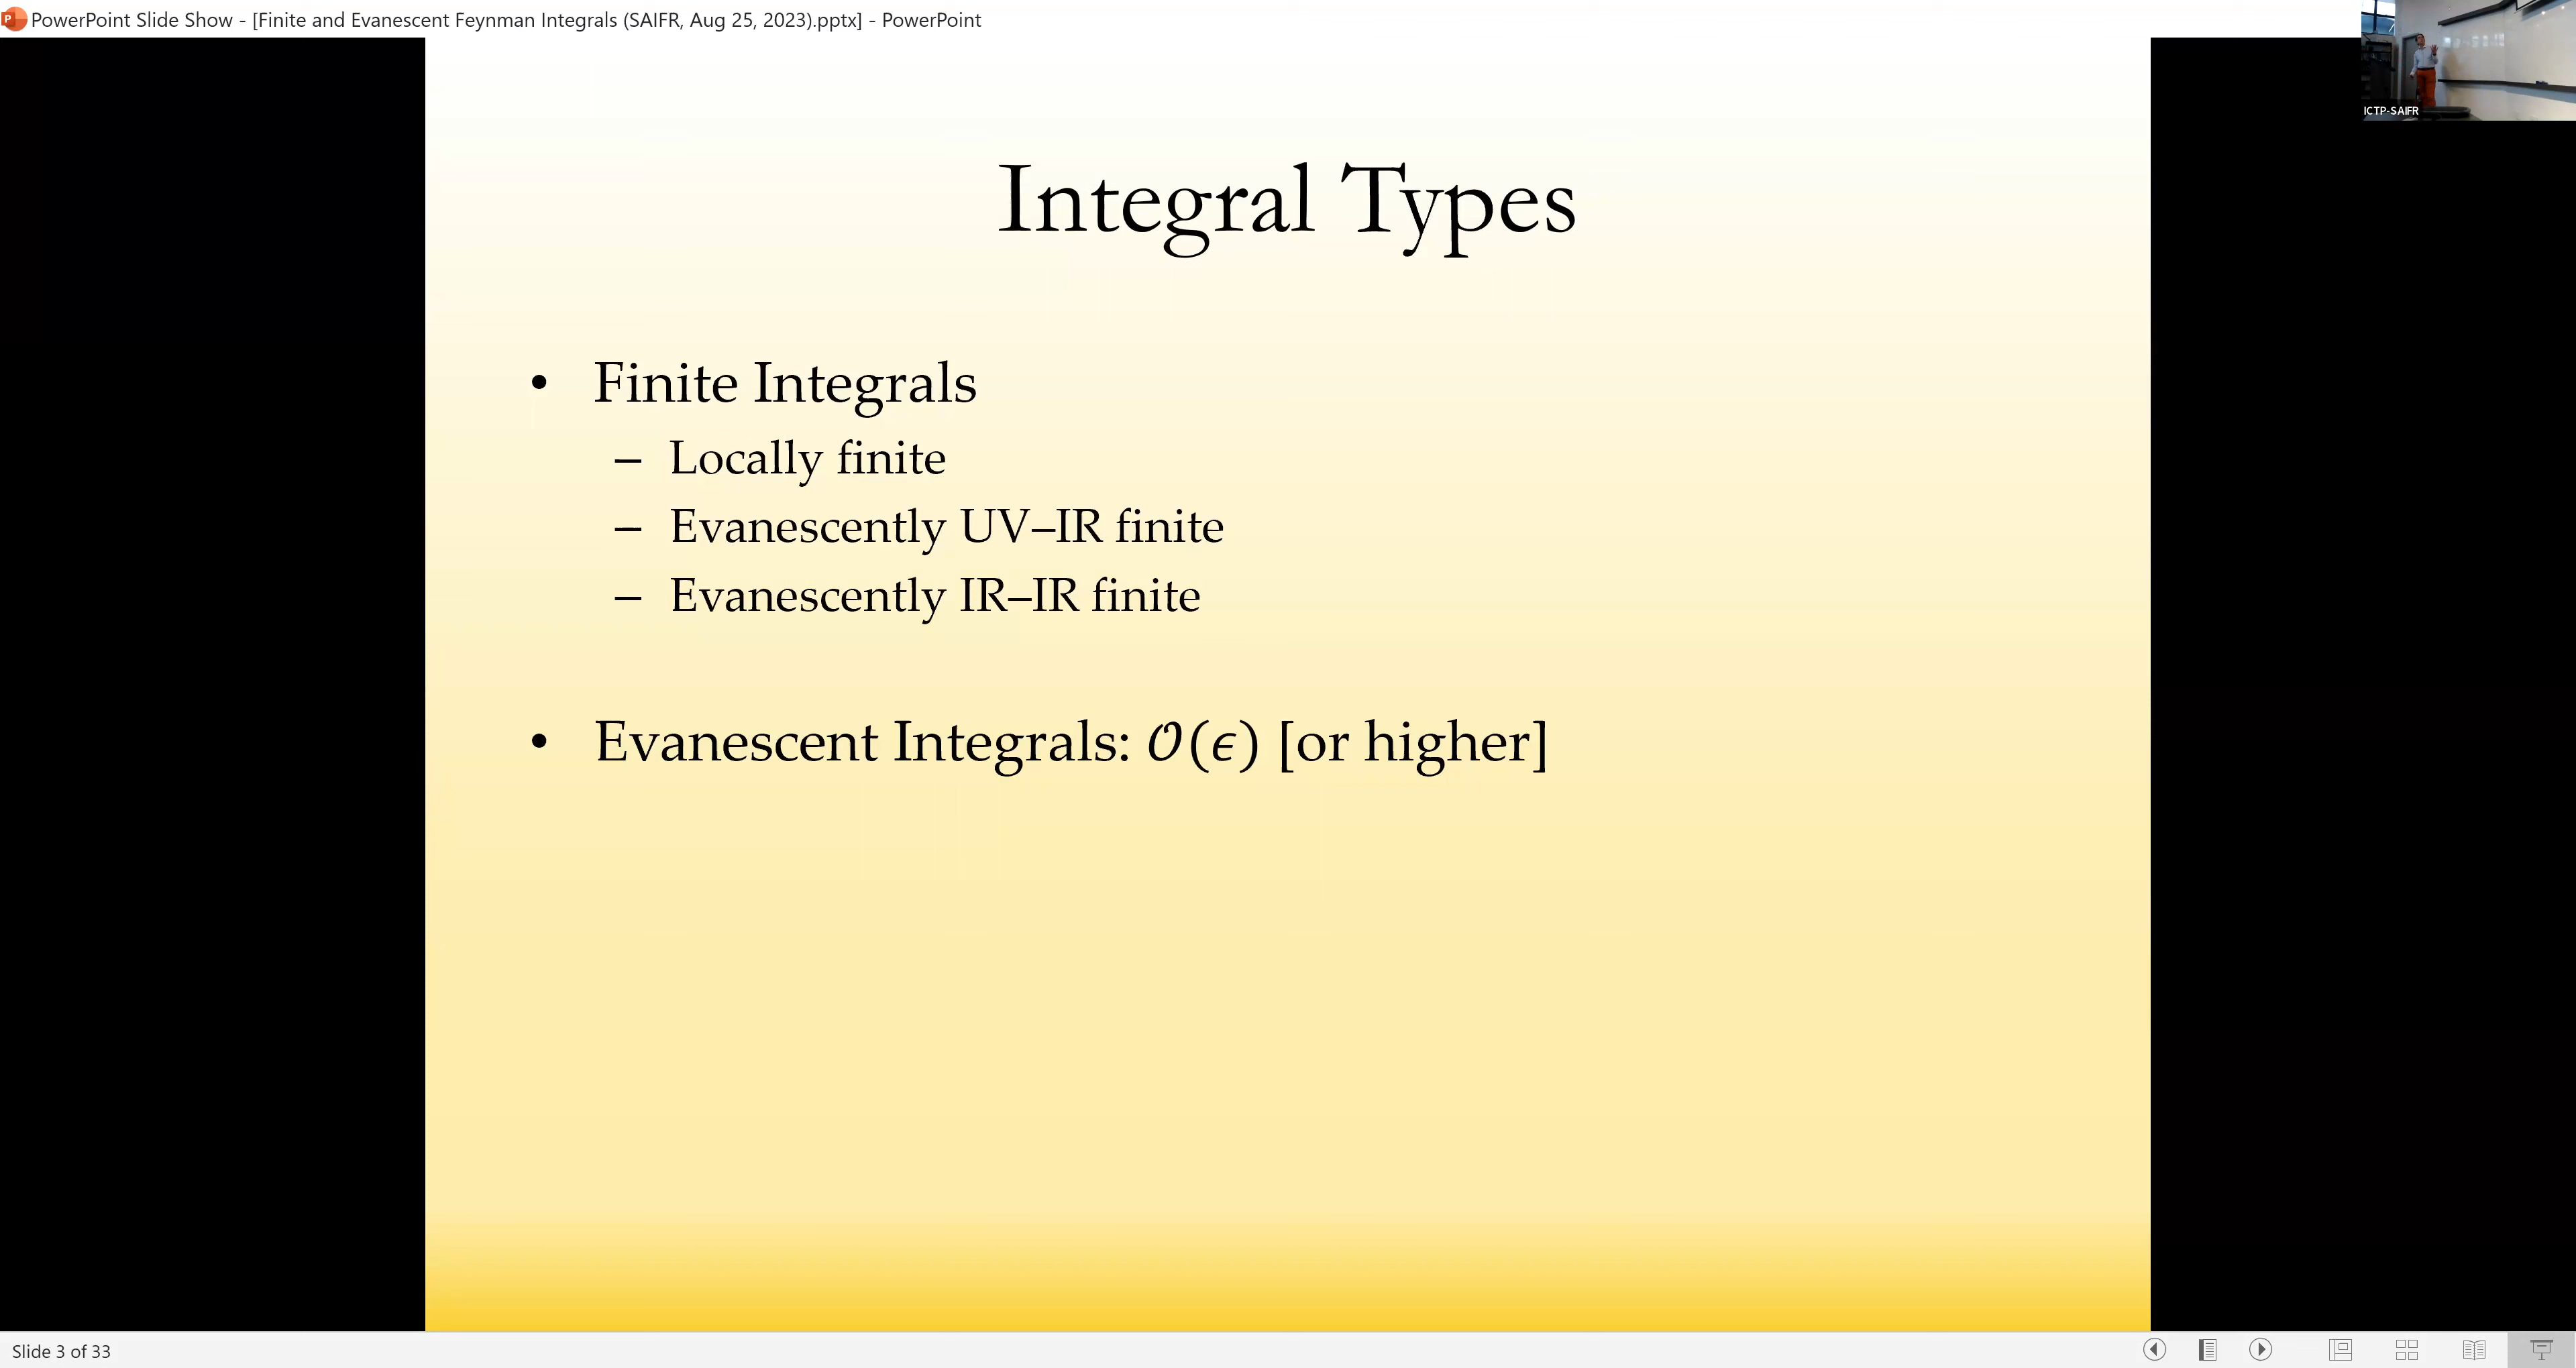 PowerPoint Slide Show - [Finite and Evanescent Feynman Integrals (SAIFR, Aug 25, 2023).pptx] - PowerPoint
ICTP-SAIFR
Integral Types
• Finite Integrals
– Locally finite
– Evanescently UV–IR finite
– Evanescently IR–IR finite
• Evanescent Integrals: 𝒪(ϵ) [or higher]
Slide 3 of 33